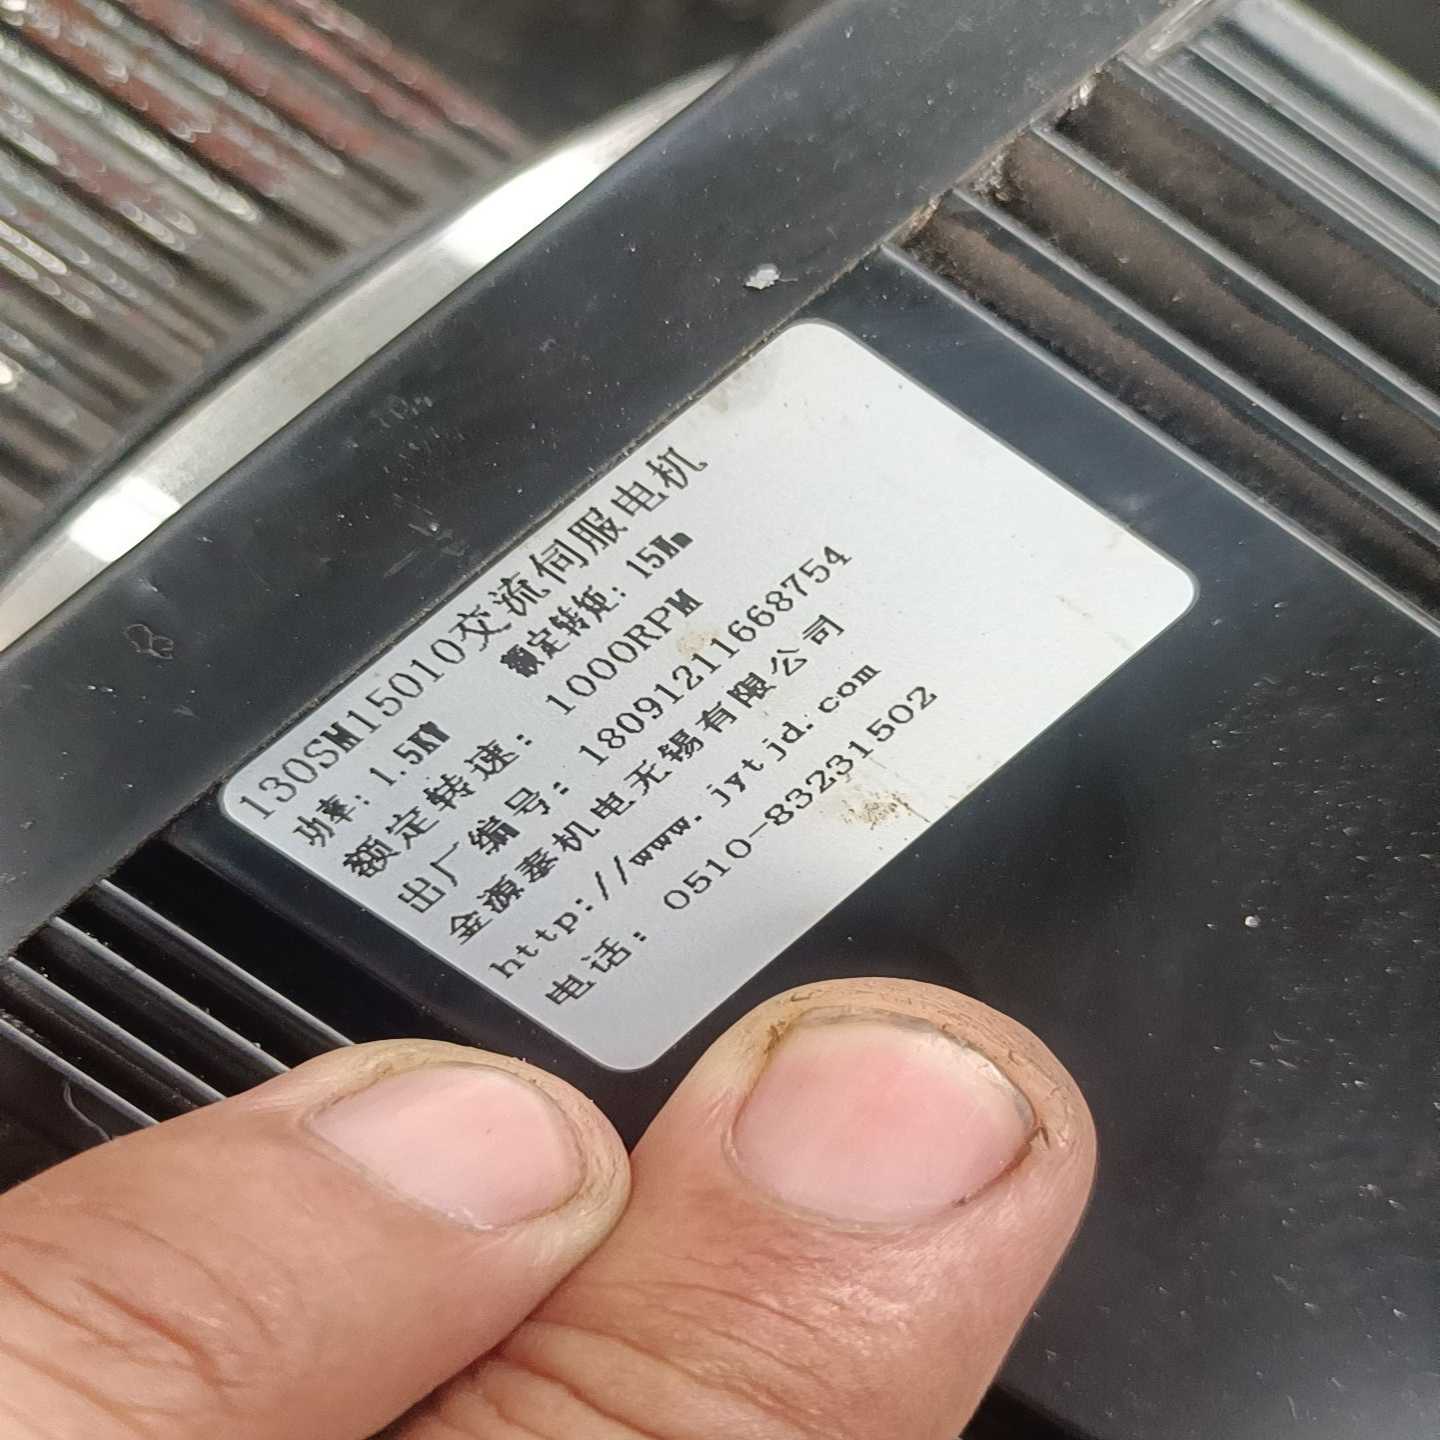 130SM15010交流伺服电机
功率：1.5KW 额定转矩：15Nm
额定转速：1000RPM
出厂编号：180912111668754
金源泰机电无锡有限公司
http://www.jytjd.com
电话：0510-83231502